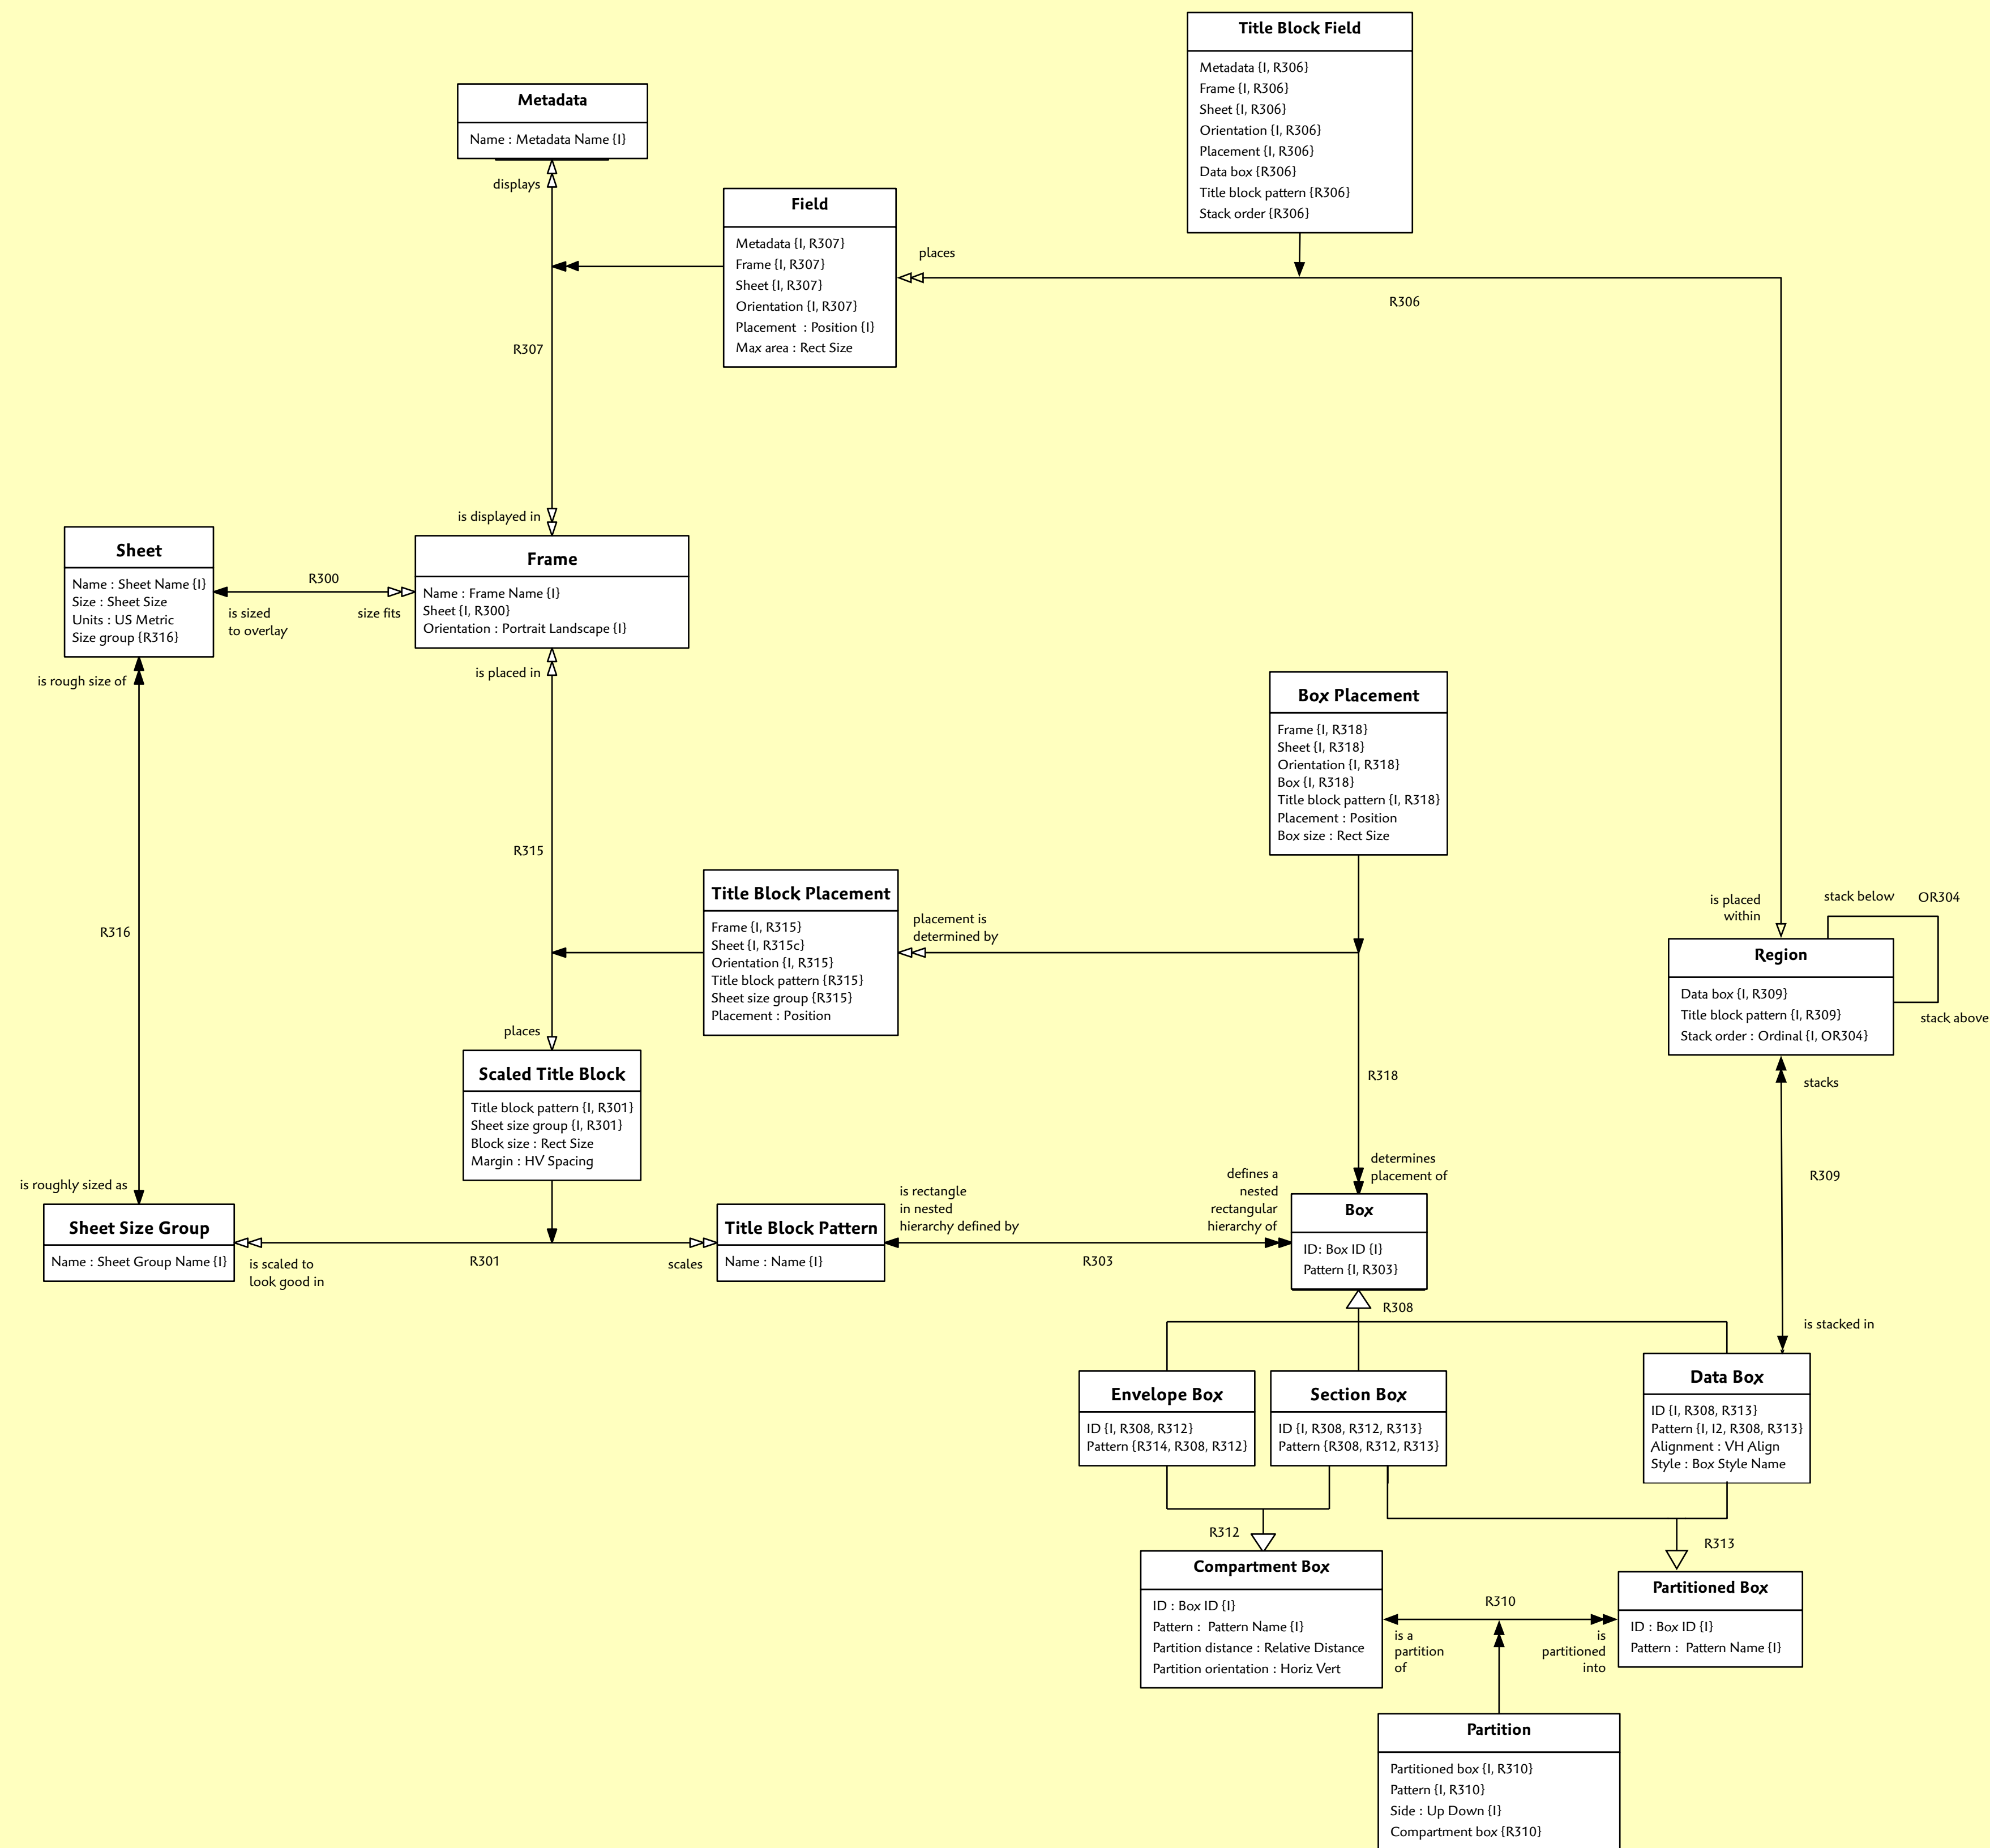 Title Block Field
Metadata {I, R306}
Frame {I, R306}
Sheet {I, R306}
Orientation {I, R306}
Placement {I, R306}
Data box {R306}
Title block pattern {R306}
Stack order {R306}
Metadata
Name : Metadata Name {I}
displays
Field
Metadata {I, R307}
Frame {I, R307}
Sheet {I, R307}
Orientation {I, R307}
Placement : Position {I}
Max area : Rect Size
places
R306
R307
is displayed in
Sheet
Name : Sheet Name {I}
Size : Sheet Size
Units : US Metric
Size group {R316}
R300
is sized
to overlay
size fits
Frame
Name : Frame Name {I}
Sheet {I, R300}
Orientation : Portrait Landscape {I}
is rough size of
is placed in
Box Placement
Frame {I, R318}
Sheet {I, R318}
Orientation {I, R318}
Box {I, R318}
Title block pattern {I, R318}
Placement : Position
Box size : Rect Size
R315
R316
Title Block Placement
Frame {I, R315}
Sheet {I, R315c}
Orientation {I, R315}
Title block pattern {R315}
Sheet size group {R315}
Placement : Position
placement is
determined by
is placed
within
stack below
OR304
Region
Data box {I, R309}
Title block pattern {I, R309}
Stack order : Ordinal {I, OR304}
stack above
places
Scaled Title Block
Title block pattern {I, R301}
Sheet size group {I, R301}
Block size : Rect Size
Margin : HV Spacing
R318
stacks
R309
is roughly sized as
Sheet Size Group
Name : Sheet Group Name {I}
is scaled to
look good in
R301
scales
Title Block Pattern
Name : Name {I}
is rectangle
in nested
hierarchy defined by
R303
defines a
nested
rectangular
hierarchy of
determines
placement of
Box
ID: Box ID {I}
Pattern {I, R303}
R308
is stacked in
Envelope Box
ID {I, R308, R312}
Pattern {R314, R308, R312}
Section Box
ID {I, R308, R312, R313}
Pattern {R308, R312, R313}
Data Box
ID {I, R308, R313}
Pattern {I, I2, R308, R313}
Alignment : VH Align
Style : Box Style Name
R312
R313
Compartment Box
ID : Box ID {I}
Pattern : Pattern Name {I}
Partition distance : Relative Distance
Partition orientation : Horiz Vert
R310
is a
partition
of
is
partitioned
into
Partitioned Box
ID : Box ID {I}
Pattern : Pattern Name {I}
Partition
Partitioned box {I, R310}
Pattern {I, R310}
Side : Up Down {I}
Compartment box {R310}